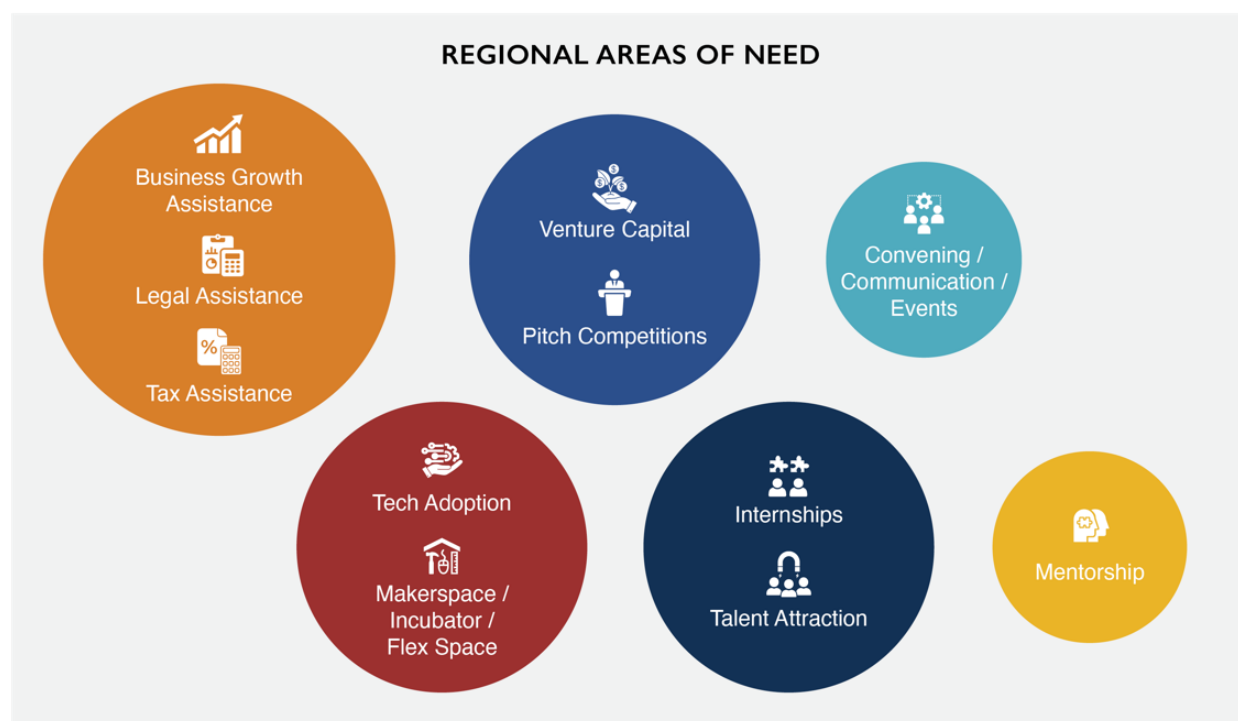 REGIONAL AREAS OF NEED
Business Growth
Assistance
Legal Assistance
%
Tax Assistance
$
$
$
Venture Capital
Pitch Competitions
Convening /
Communication /
Events
Tech Adoption
Makerspace /
Incubator /
Flex Space
Internships
Talent Attraction
Mentorship